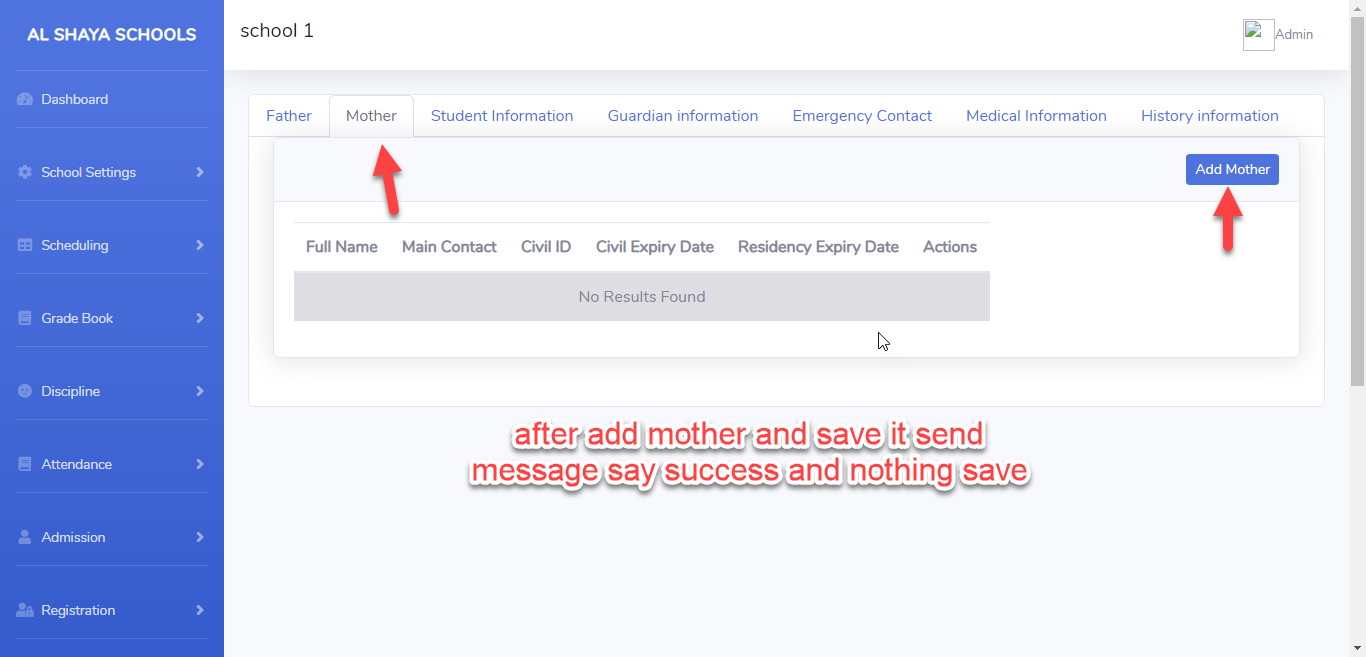 AL SHAYA SCHOOLS
school 1
Admin
Dashboard
School Settings
Scheduling
Grade Book
Discipline
Attendance
Admission
Registration
Father Mother Student Information Guardian information Emergency Contact Medical Information History information
Add Mother
Full Name Main Contact Civil ID Civil Expiry Date Residency Expiry Date Actions
No Results Found
after add mother and save it send
message say success and nothing save